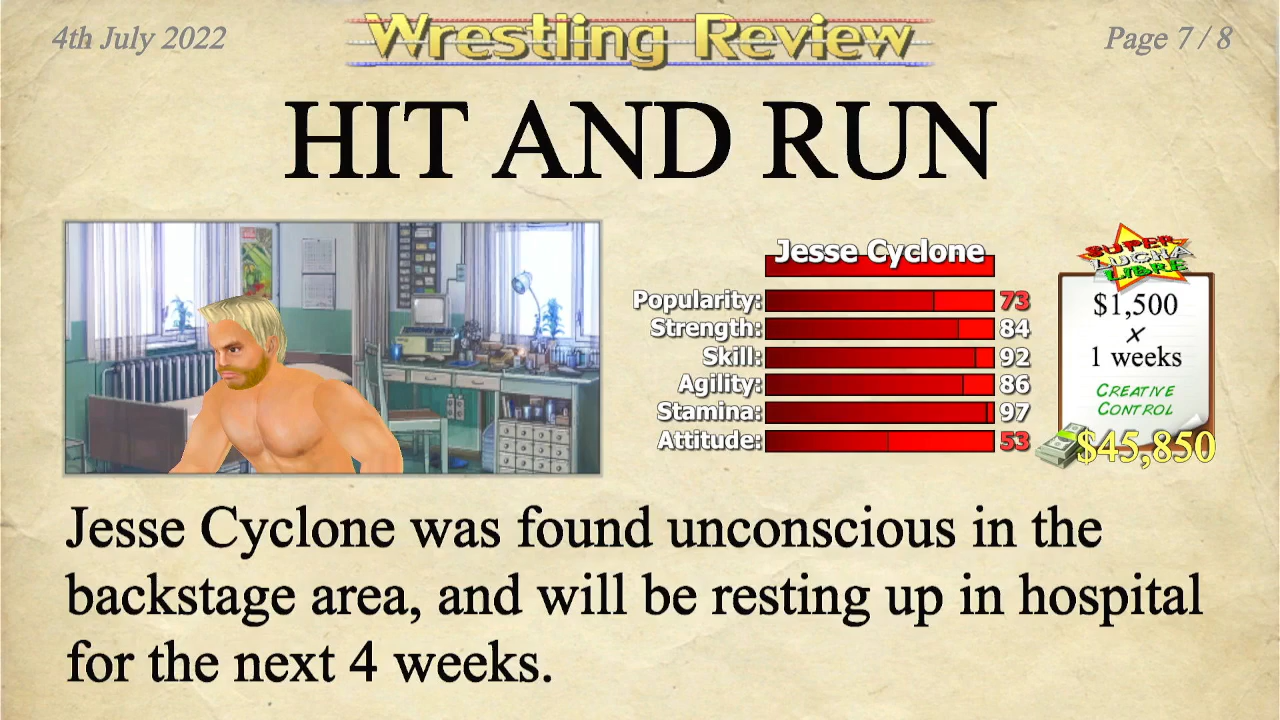 4th July 2022
Wrestling Review
Page 7 / 8
HIT AND RUN
Jesse Cyclone
Popularity: 73
Strength: 84
Skill: 92
Agility: 86
Stamina: 97
Attitude: 53
SUPER
LUCHA
LIBRE
$1,500
x
1 weeks
CREATIVE
CONTROL
$45,850
Jesse Cyclone was found unconscious in the
backstage area, and will be resting up in hospital
for the next 4 weeks.